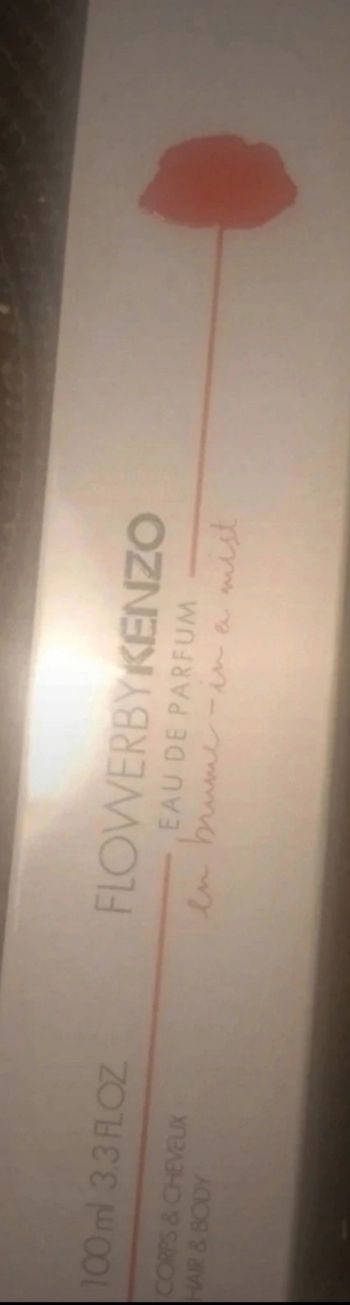 FLOWERBYKENZO
EAU DE PARFUM
en brume - in a mist
100 ml 3.3 FL.OZ
CORPS & CHEVEUX
HAIR & BODY